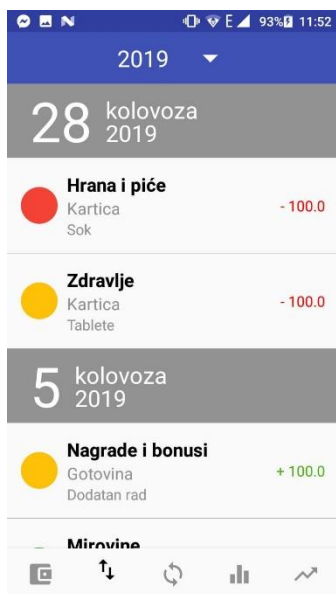 E 93% 11:52
2019
28 kolovoza
2019
Hrana i piće
Kartica
- 100.0
Sok
Zdravlje
Kartica
- 100.0
Tablete
5 kolovoza
2019
Nagrade i bonusi
Gotovina
+ 100.0
Dodatan rad
Mirovine